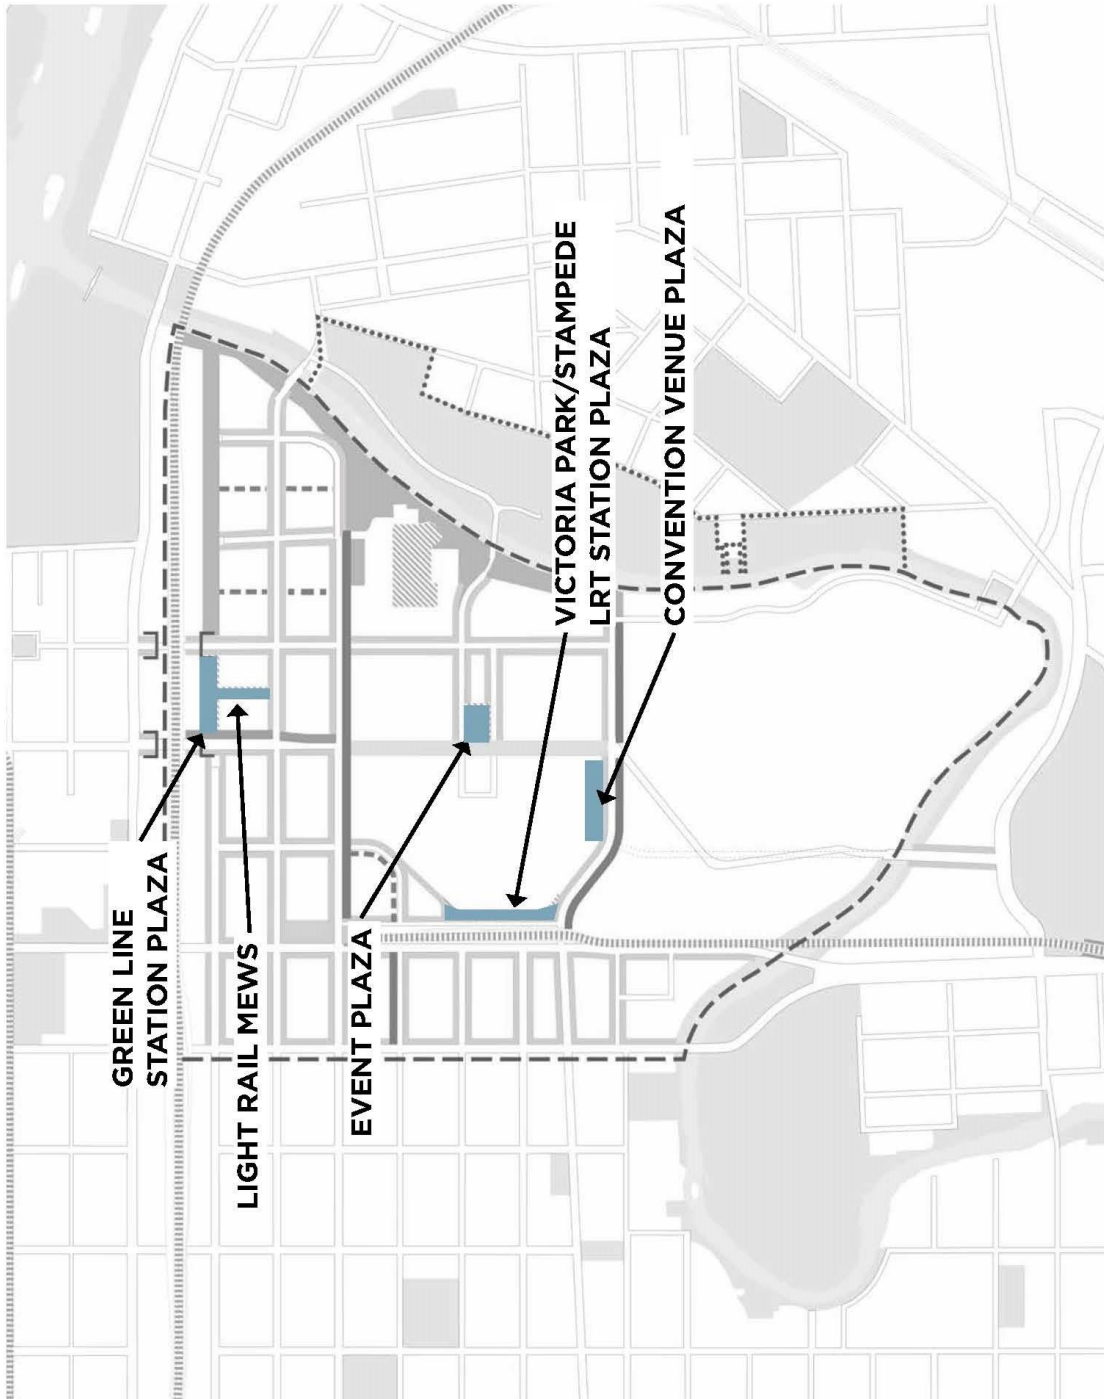 GREEN LINE
STATION PLAZA
LIGHT RAIL MEWS
EVENT PLAZA
VICTORIA PARK/STAMPEDE
LRT STATION PLAZA
CONVENTION VENUE PLAZA